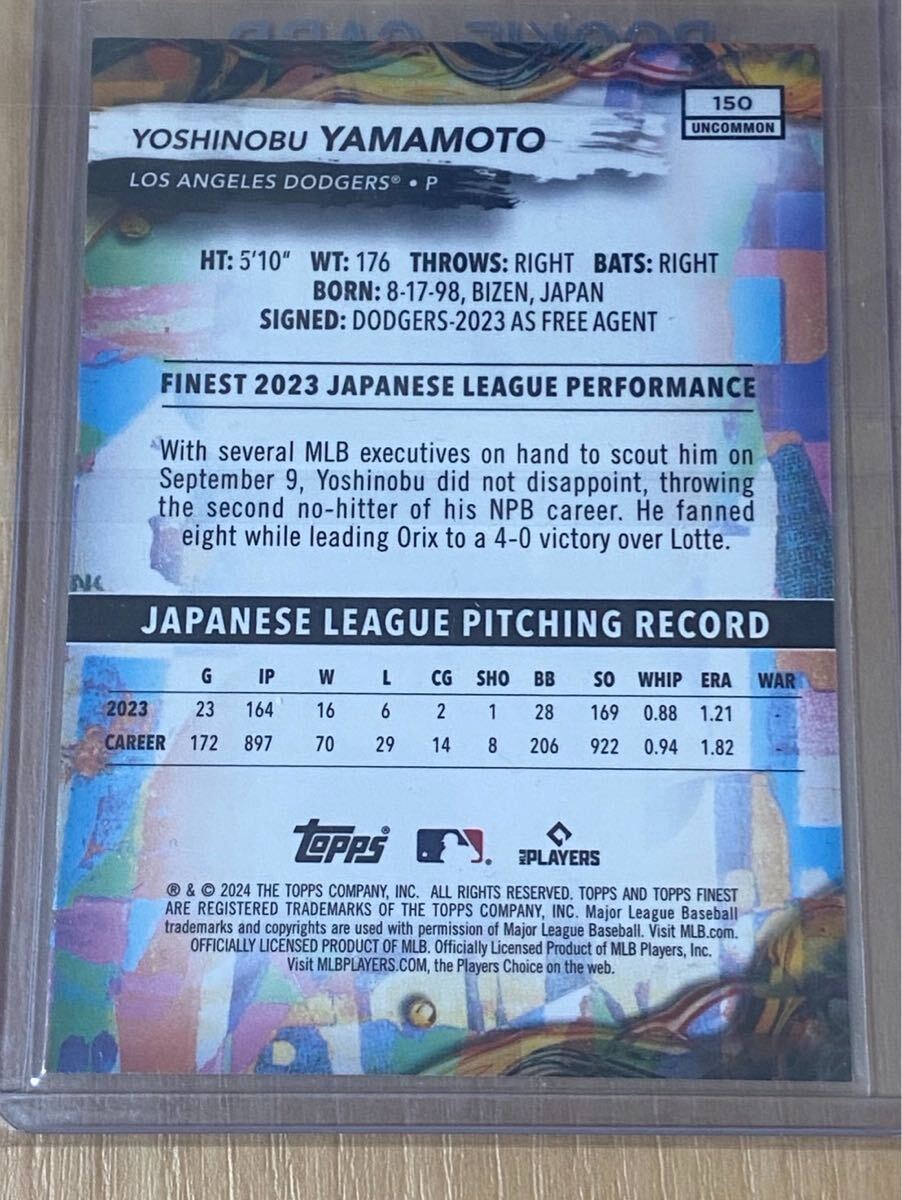 ROOKIE CARD
150
UNCOMMON
YOSHINOBU YAMAMOTO
LOS ANGELES DODGERS® • P
HT: 5'10" WT: 176 THROWS: RIGHT BATS: RIGHT
BORN: 8-17-98, BIZEN, JAPAN
SIGNED: DODGERS-2023 AS FREE AGENT
FINEST 2023 JAPANESE LEAGUE PERFORMANCE
With several MLB executives on hand to scout him on
September 9, Yoshinobu did not disappoint, throwing
the second no-hitter of his NPB career. He fanned
eight while leading Orix to a 4-0 victory over Lotte.
NK
JAPANESE LEAGUE PITCHING RECORD
G IP W L CG SHO BB SO WHIP ERA WAR
2023 23 164 16 6 2 1 28 169 0.88 1.21 -
CAREER 172 897 70 29 14 8 206 922 0.94 1.82 -
Topps® MLB PLAYERS
® & © 2024 THE TOPPS COMPANY, INC. ALL RIGHTS RESERVED. TOPPS AND TOPPS FINEST
ARE REGISTERED TRADEMARKS OF THE TOPPS COMPANY, INC. Major League Baseball
trademarks and copyrights are used with permission of Major League Baseball. Visit MLB.com.
OFFICIALLY LICENSED PRODUCT OF MLB. Officially Licensed Product of MLB Players, Inc.
Visit MLBPLAYERS.COM, the Players Choice on the web.